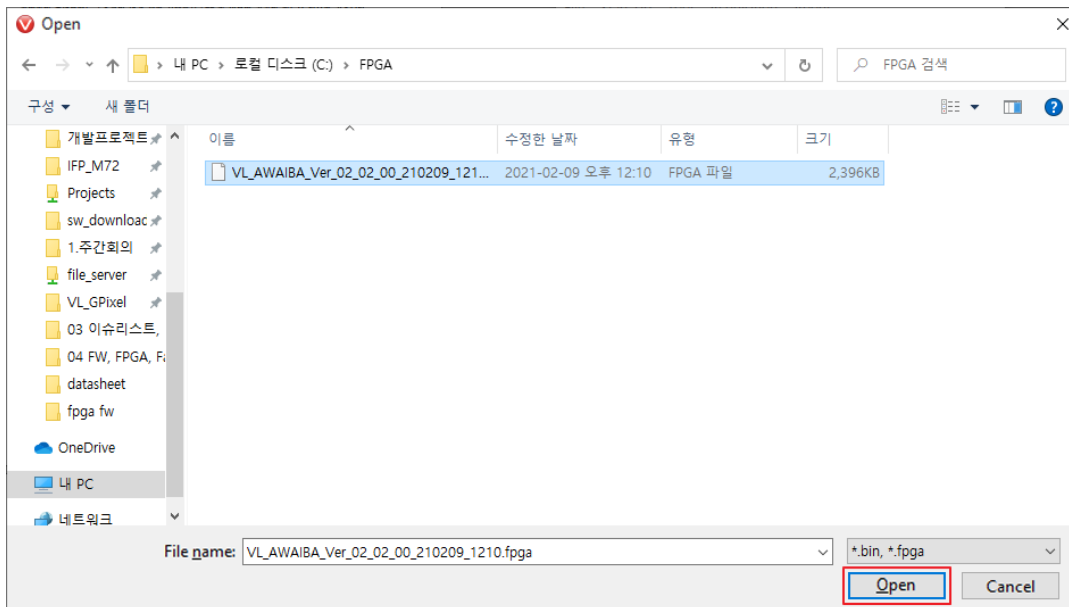 Open
내 PC > 로컬 디스크 (C:) > FPGA
FPGA 검색
구성 새 폴더
이름 수정한 날짜 유형 크기
VL_AWAIBA_Ver_02_02_00_210209_121... 2021-02-09 오후 12:10 FPGA 파일 2,396KB
개발프로젝트
IFP_M72
Projects
sw_downloac
1.주간회의
file_server
VL_GPixel
03 이슈리스트,
04 FW, FPGA, Fa
datasheet
fpga fw
OneDrive
내 PC
네트워크
File name: VL_AWAIBA_Ver_02_02_00_210209_1210.fpga *.bin, *.fpga
Open Cancel